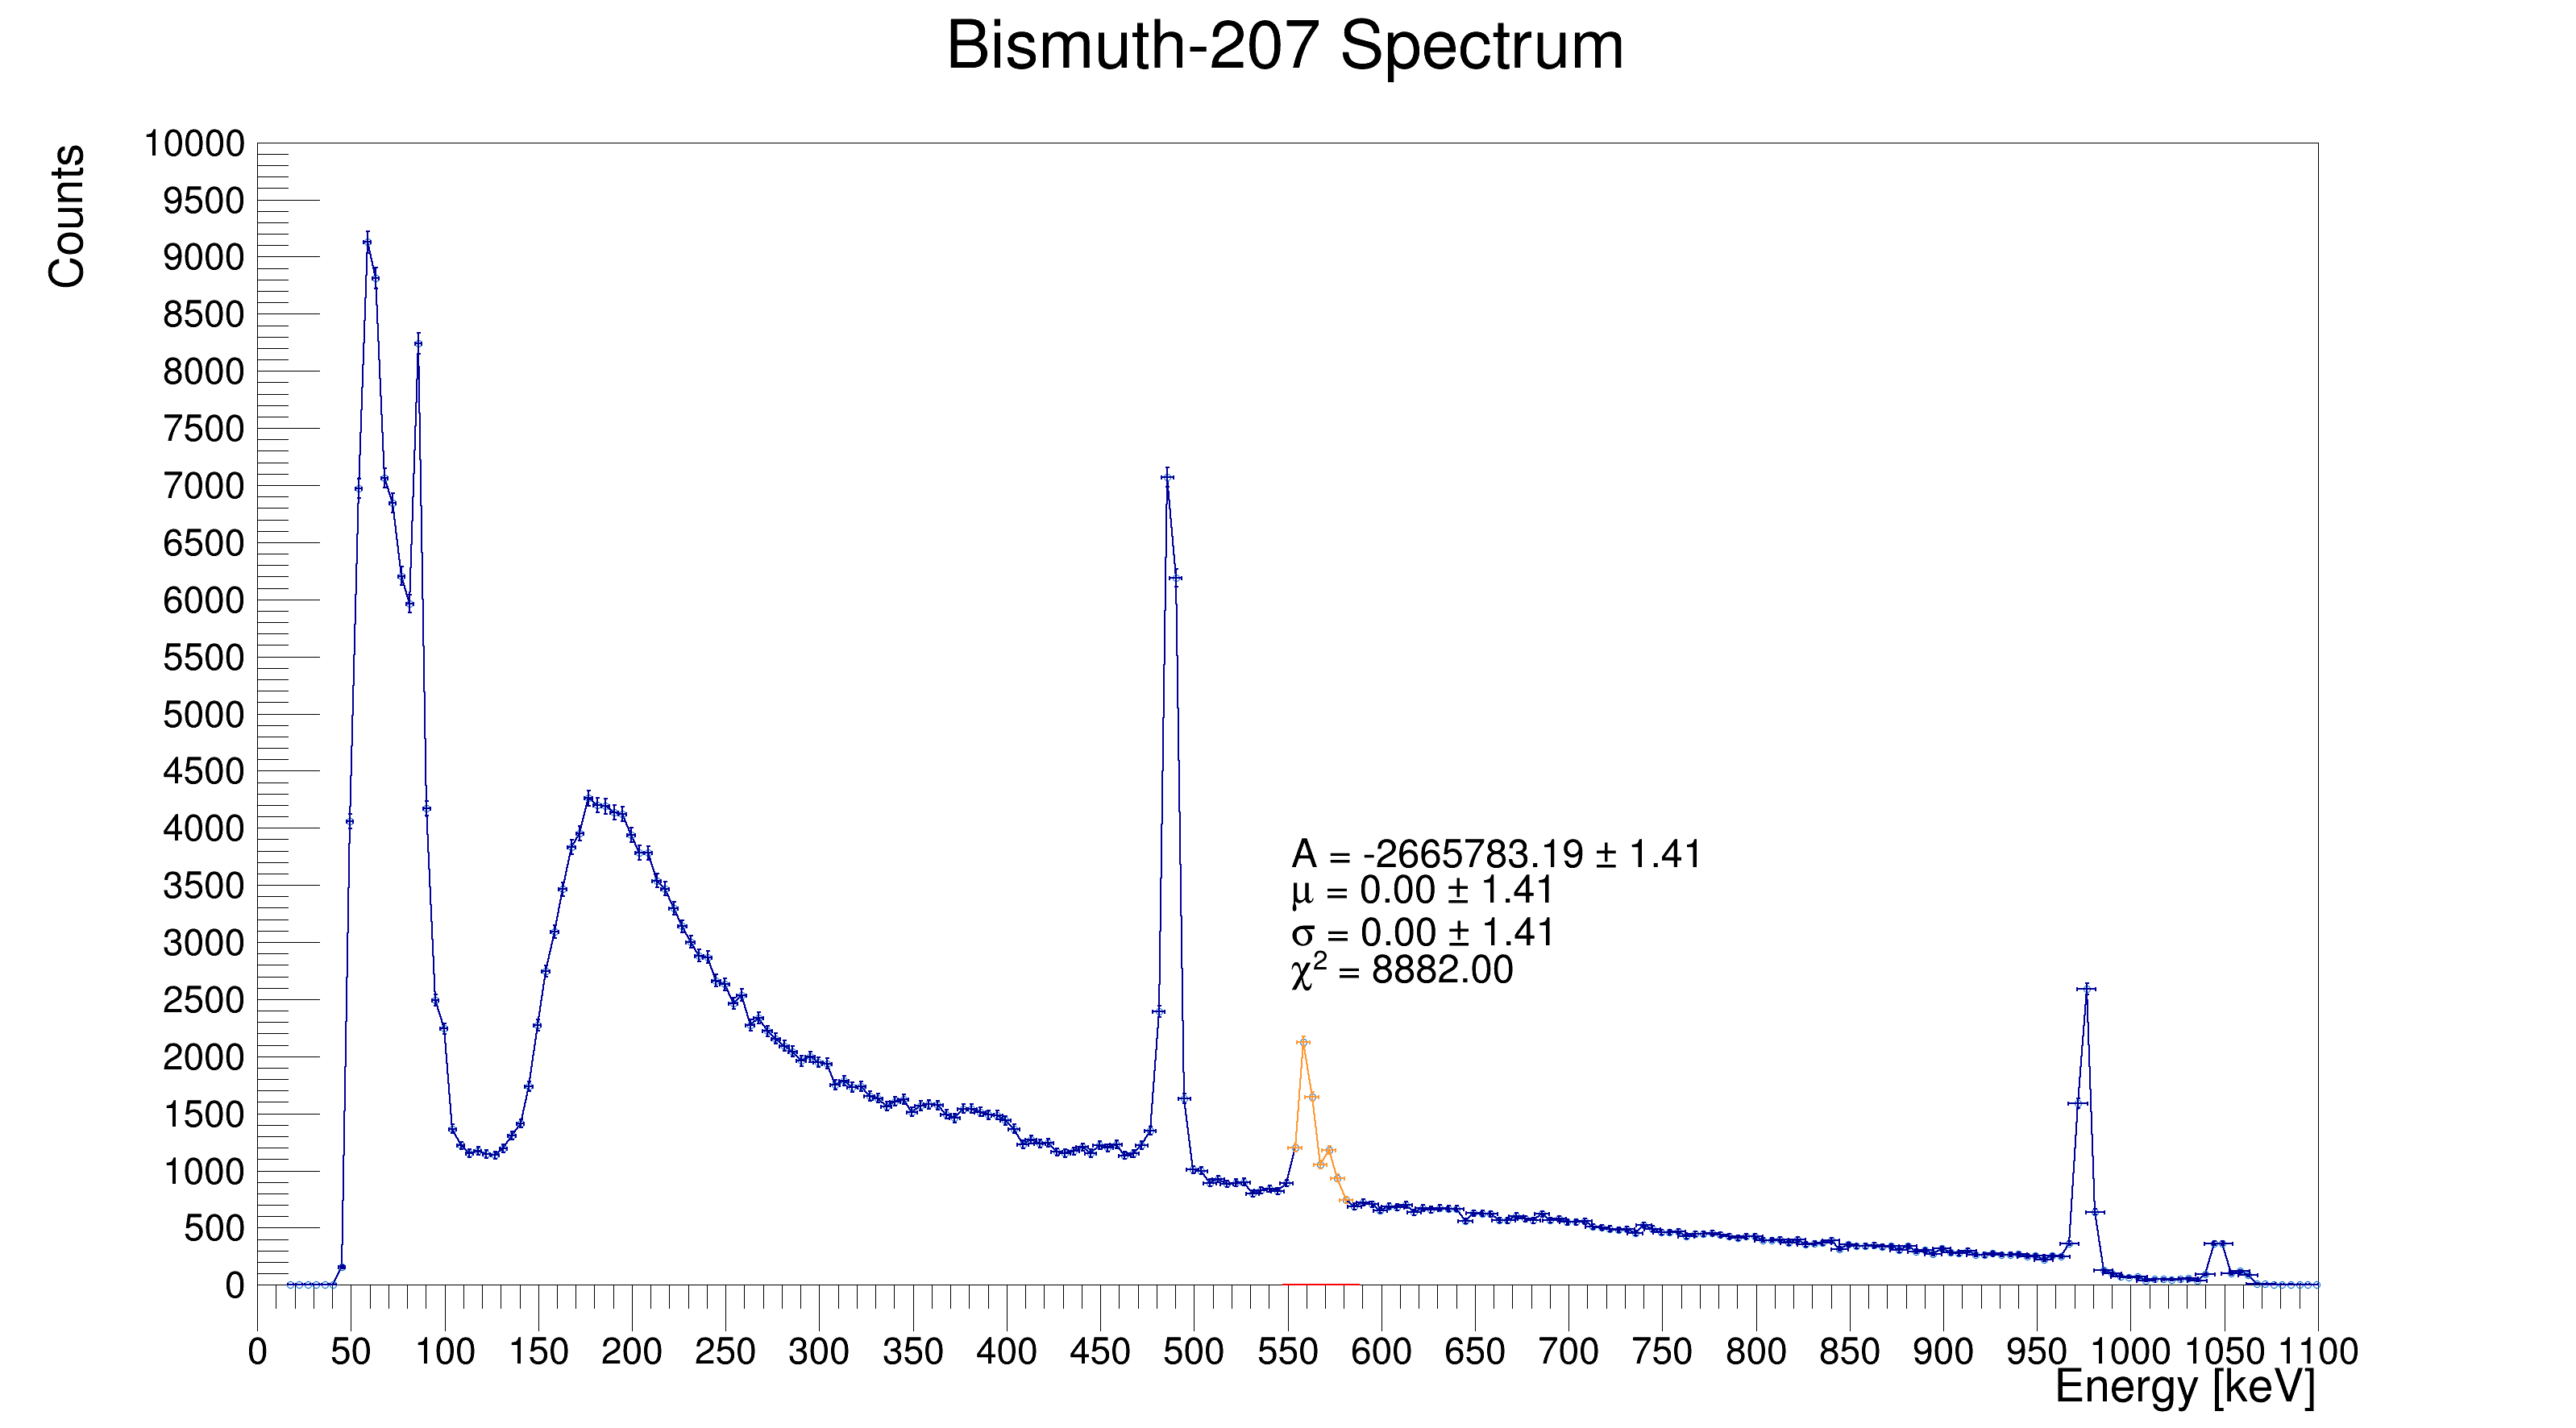 Bismuth-207 Spectrum
Counts
10000
9500
9000
8500
8000
7500
7000
6500
6000
5500
5000
4500
4000
3500
3000
2500
2000
1500
1000
500
0
A = -2665783.19 ± 1.41
μ = 0.00 ± 1.41
σ = 0.00 ± 1.41
χ² = 8882.00
0 50 100 150 200 250 300 350 400 450 500 550 600 650 700 750 800 850 900 950 1000 1050 1100
Energy [keV]